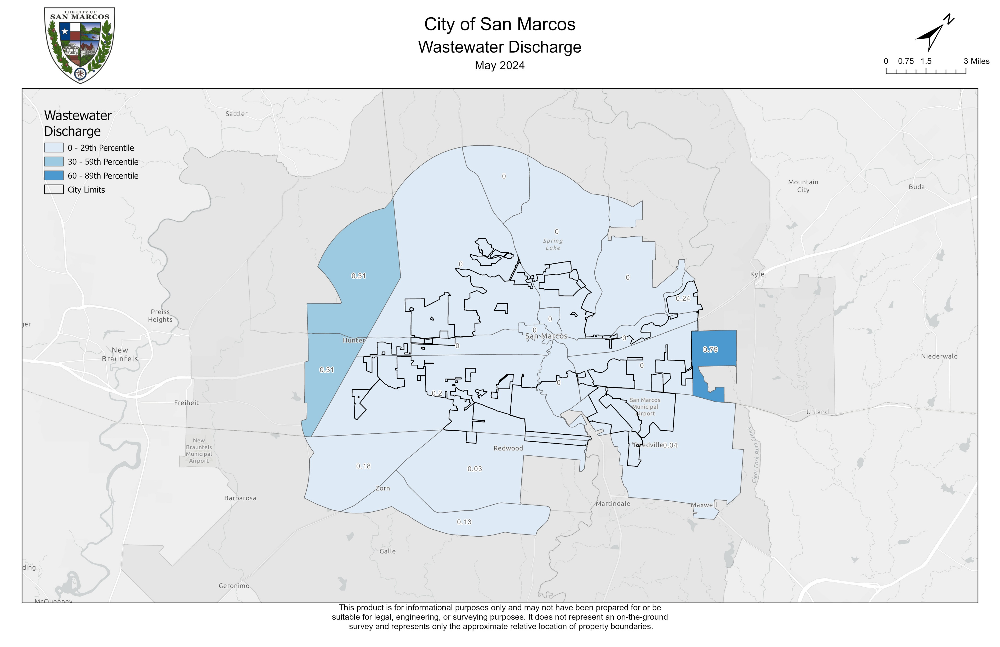 THE CITY OF
SAN MARCOS
City of San Marcos
Wastewater Discharge
May 2024
N
0 0.75 1.5 3 Miles
Wastewater
Discharge
0 - 29th Percentile
30 - 59th Percentile
60 - 89th Percentile
City Limits
Sattler
0
Mountain
City
Buda
0
Spring
Lake
0
0.31
0
Kyle
0.24
Preiss
Heights
ger
0
0
San Marcos
Hunter
0
0
0.79
New
Braunfels
Niederwald
0
0.31
0
0.2
Freiheit
San Marcos
Municipal
Airport
Uhland
New
Braunfels
Municipal
Airport
Redwood
Reedville
0.04
Clear Fork Plum Creek
0.18
0.03
Zorn
Barbarosa
Martindale
Maxwell
0.13
Galle
ding
Geronimo
McQueeney
This product is for informational purposes only and may not have been prepared for or be
suitable for legal, engineering, or surveying purposes. It does not represent an on-the-ground
survey and represents only the approximate relative location of property boundaries.